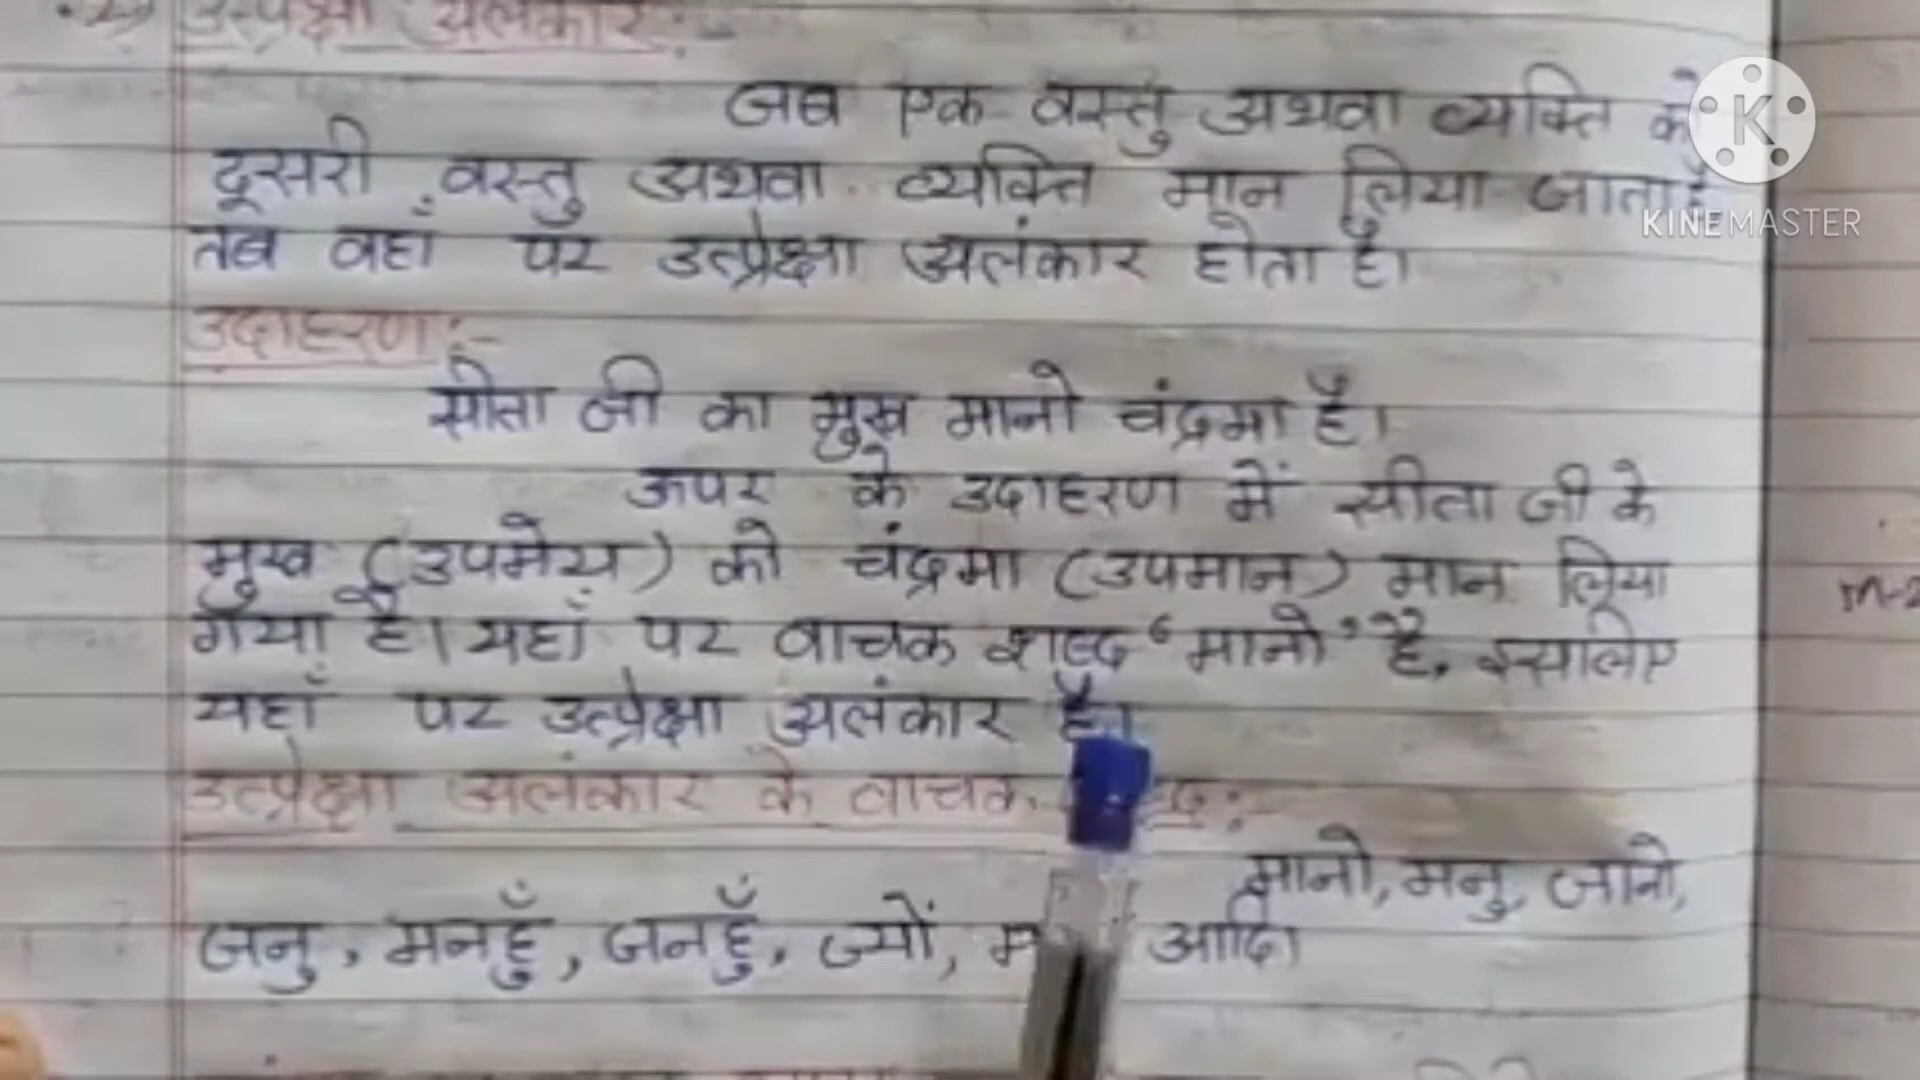 उत्प्रेक्षा अलंकार:-
जब एक वस्तु अथवा व्यक्ति को
दूसरी वस्तु अथवा व्यक्ति मान लिया जाता है
तब वहाँ पर उत्प्रेक्षा अलंकार होता है।
उदाहरण:-
सीता जी का मुख मानो चंद्रमा है।
ऊपर के उदाहरण में सीता जी के
मुख (उपमेय) को चंद्रमा (उपमान) मान लिया
गया है। यहाँ पर वाचक शब्द 'मानो' है, इसलिए
यहाँ पर उत्प्रेक्षा अलंकार है।
उत्प्रेक्षा अलंकार के वाचक
मानो, मनु, जानो,
जनु, मनहुँ, जनहुँ, ज्यों, आदि।
K
KINEMASTER